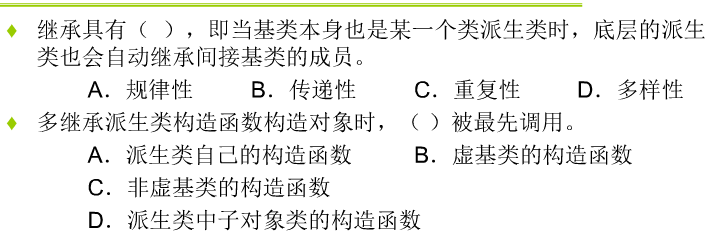 ♦ 继承具有（ ），即当基类本身也是某一个类派生类时，底层的派生
类也会自动继承间接基类的成员。
A．规律性 B．传递性 C．重复性 D．多样性
♦ 多继承派生类构造函数构造对象时，（ ）被最先调用。
A．派生类自己的构造函数 B．虚基类的构造函数
C．非虚基类的构造函数
D．派生类中子对象类的构造函数